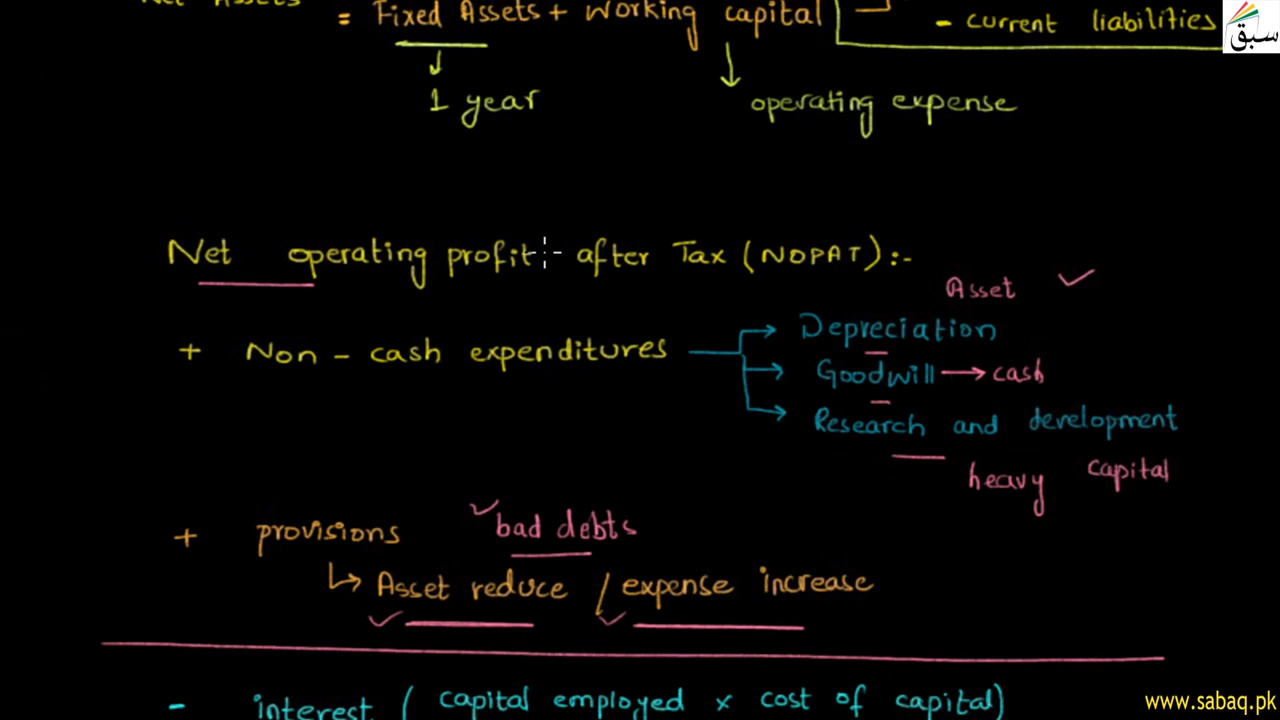 Net Assets = Fixed Assets + Working capital
- current liabilities
سبق
1 year
operating expense
Net operating profit :- after Tax (NOPAT) :-
Asset
+ Non - cash expenditures
Depreciation
Goodwill → cash
Research and development
heavy capital
+ provisions bad debts
Asset reduce / expense increase
- interest ( capital employed x cost of capital)
www.sabaq.pk